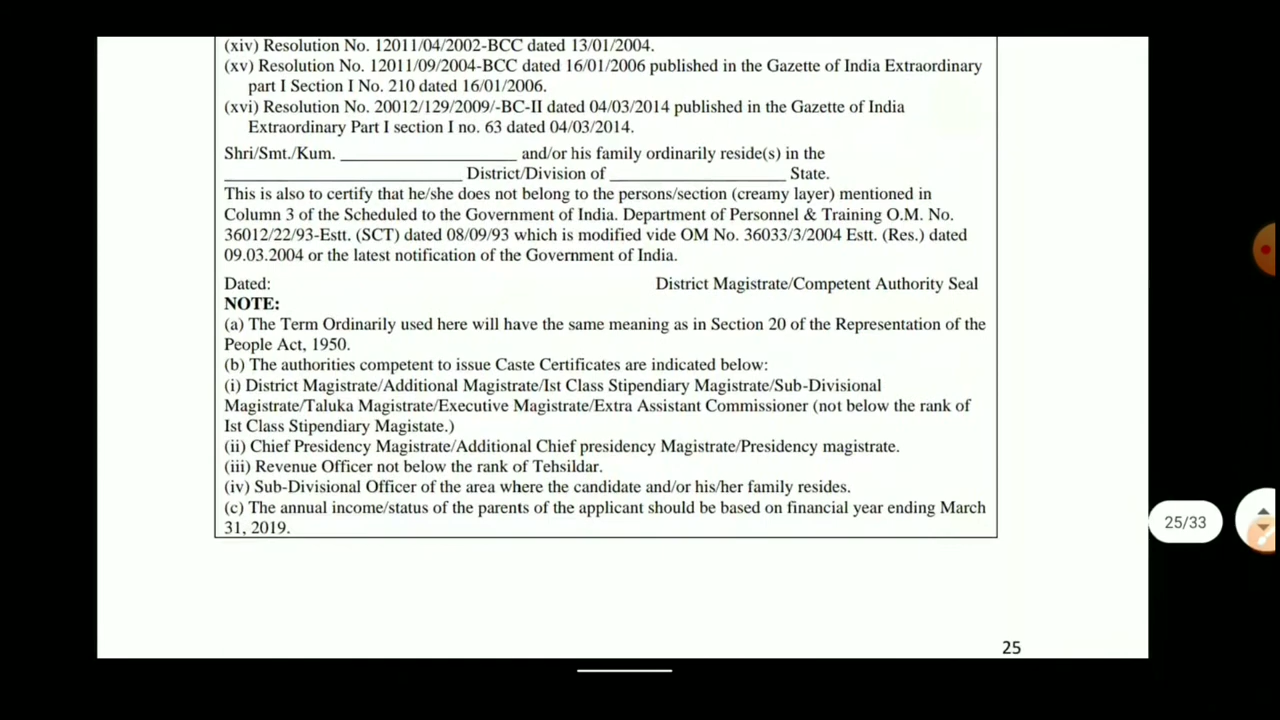 (xiv) Resolution No. 12011/04/2002-BCC dated 13/01/2004.
(xv) Resolution No. 12011/09/2004-BCC dated 16/01/2006 published in the Gazette of India Extraordinary
part I Section I No. 210 dated 16/01/2006.
(xvi) Resolution No. 20012/129/2009/-BC-II dated 04/03/2014 published in the Gazette of India
Extraordinary Part I section I no. 63 dated 04/03/2014.
Shri/Smt./Kum. ____________________ and/or his family ordinarily reside(s) in the
___________________________ District/Division of ____________________ State.
This is also to certify that he/she does not belong to the persons/section (creamy layer) mentioned in
Column 3 of the Scheduled to the Government of India. Department of Personnel & Training O.M. No.
36012/22/93-Estt. (SCT) dated 08/09/93 which is modified vide OM No. 36033/3/2004 Estt. (Res.) dated
09.03.2004 or the latest notification of the Government of India.
Dated: District Magistrate/Competent Authority Seal
NOTE:
(a) The Term Ordinarily used here will have the same meaning as in Section 20 of the Representation of the
People Act, 1950.
(b) The authorities competent to issue Caste Certificates are indicated below:
(i) District Magistrate/Additional Magistrate/Ist Class Stipendiary Magistrate/Sub-Divisional
Magistrate/Taluka Magistrate/Executive Magistrate/Extra Assistant Commissioner (not below the rank of
Ist Class Stipendiary Magistate.)
(ii) Chief Presidency Magistrate/Additional Chief presidency Magistrate/Presidency magistrate.
(iii) Revenue Officer not below the rank of Tehsildar.
(iv) Sub-Divisional Officer of the area where the candidate and/or his/her family resides.
(c) The annual income/status of the parents of the applicant should be based on financial year ending March
31, 2019.
25/33
25